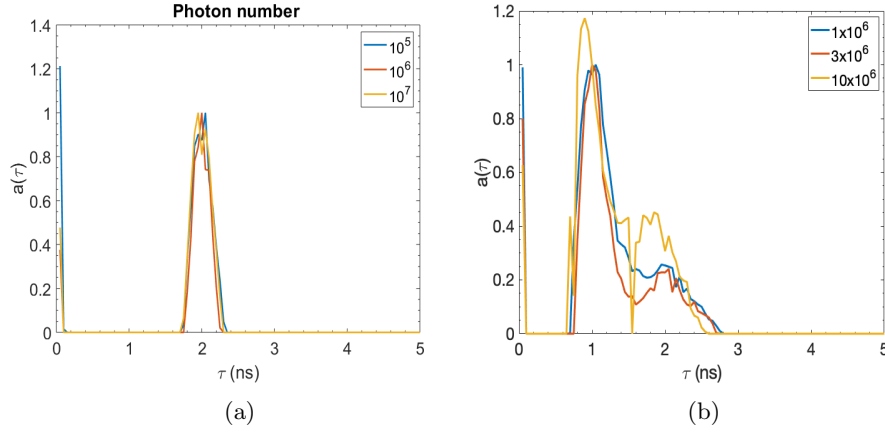 Photon number
1.4
1.2
1
0.8
0.6
0.4
0.2
0
a(τ)
10^5
10^6
10^7
0 1 2 3 4 5
τ (ns)
(a)
1.2
1
0.8
0.6
0.4
0.2
0
a(τ)
1x10^6
3x10^6
10x10^6
0 1 2 3 4 5
τ (ns)
(b)